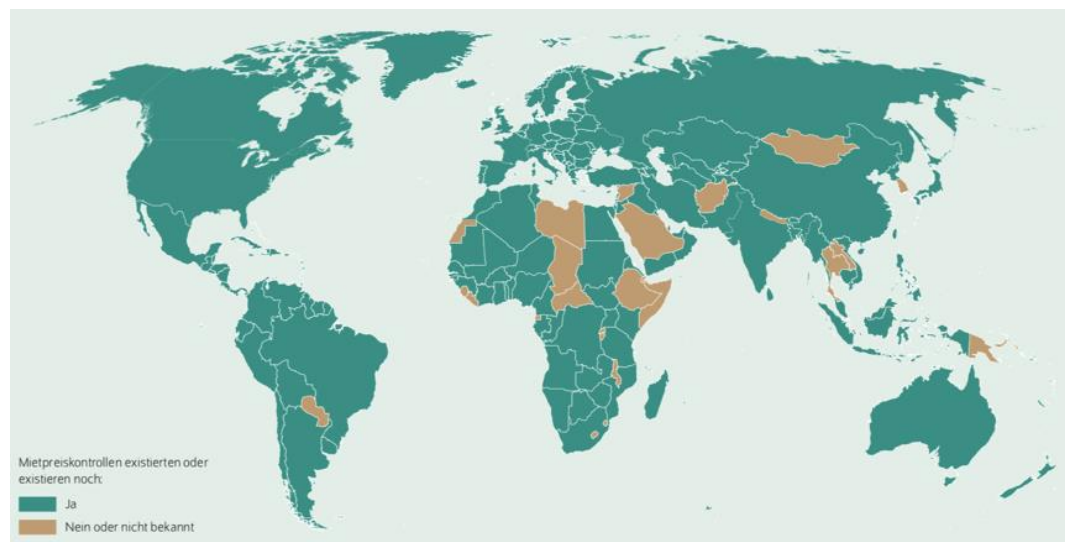 Mietpreiskontrollen existierten oder
existieren noch:
Ja
Nein oder nicht bekannt